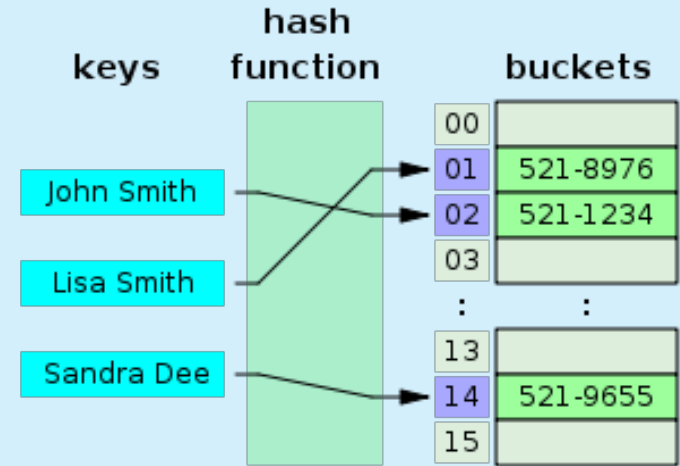 hash
keys function buckets
00
01 521-8976
John Smith
02 521-1234
03
Lisa Smith
: :
13
Sandra Dee
14 521-9655
15